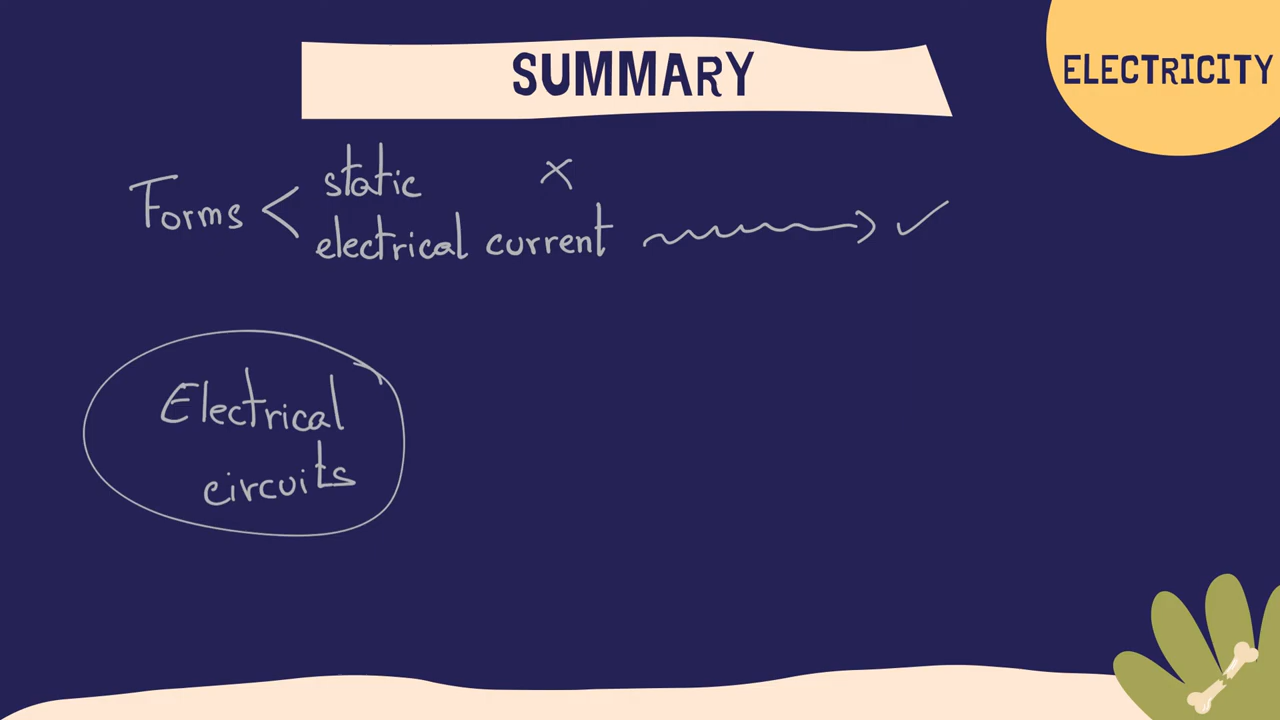 SUMMARY
ELECTRICITY
Forms < static ×
electrical current ✓
Electrical
circuits